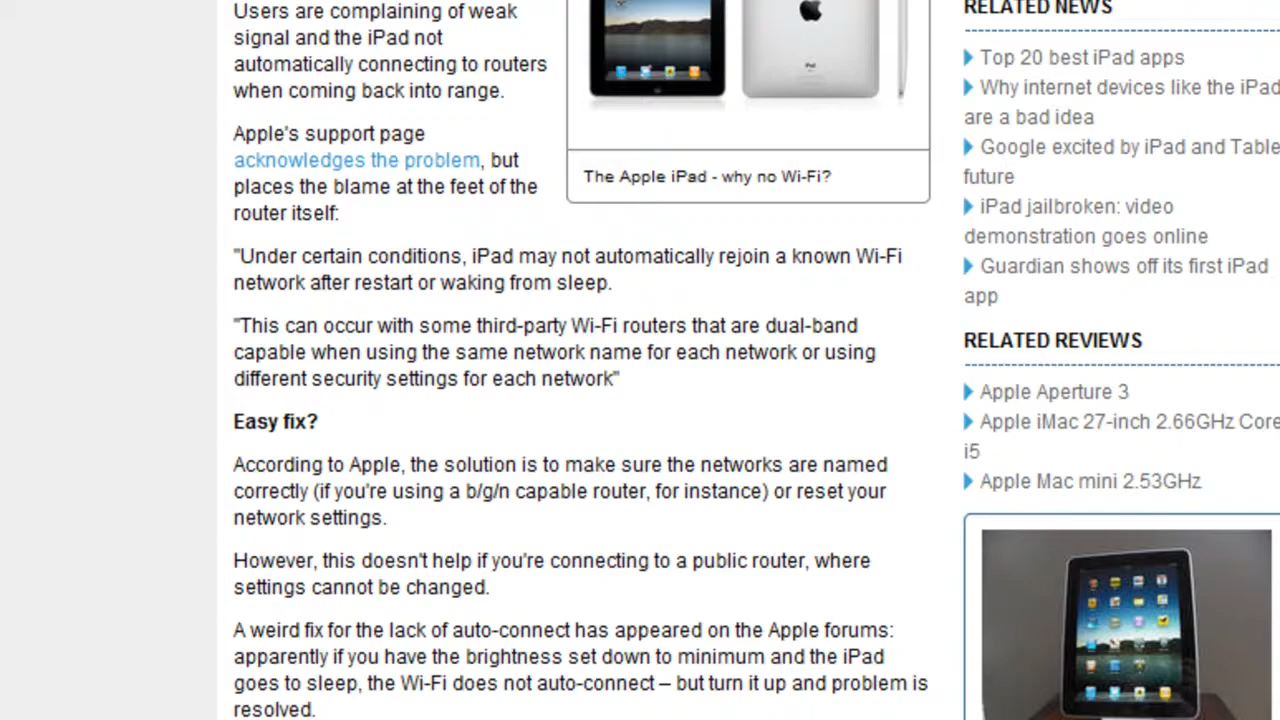 Users are complaining of weak
signal and the iPad not
automatically connecting to routers
when coming back into range.
Apple's support page
acknowledges the problem, but
places the blame at the feet of the
router itself:
The Apple iPad - why no Wi-Fi?
"Under certain conditions, iPad may not automatically rejoin a known Wi-Fi
network after restart or waking from sleep.
"This can occur with some third-party Wi-Fi routers that are dual-band
capable when using the same network name for each network or using
different security settings for each network"
Easy fix?
According to Apple, the solution is to make sure the networks are named
correctly (if you're using a b/g/n capable router, for instance) or reset your
network settings.
However, this doesn't help if you're connecting to a public router, where
settings cannot be changed.
A weird fix for the lack of auto-connect has appeared on the Apple forums:
apparently if you have the brightness set down to minimum and the iPad
goes to sleep, the Wi-Fi does not auto-connect – but turn it up and problem is
resolved.
RELATED NEWS
Top 20 best iPad apps
Why internet devices like the iPad
are a bad idea
Google excited by iPad and Table
future
iPad jailbroken: video
demonstration goes online
Guardian shows off its first iPad
app
RELATED REVIEWS
Apple Aperture 3
Apple iMac 27-inch 2.66GHz Core
i5
Apple Mac mini 2.53GHz